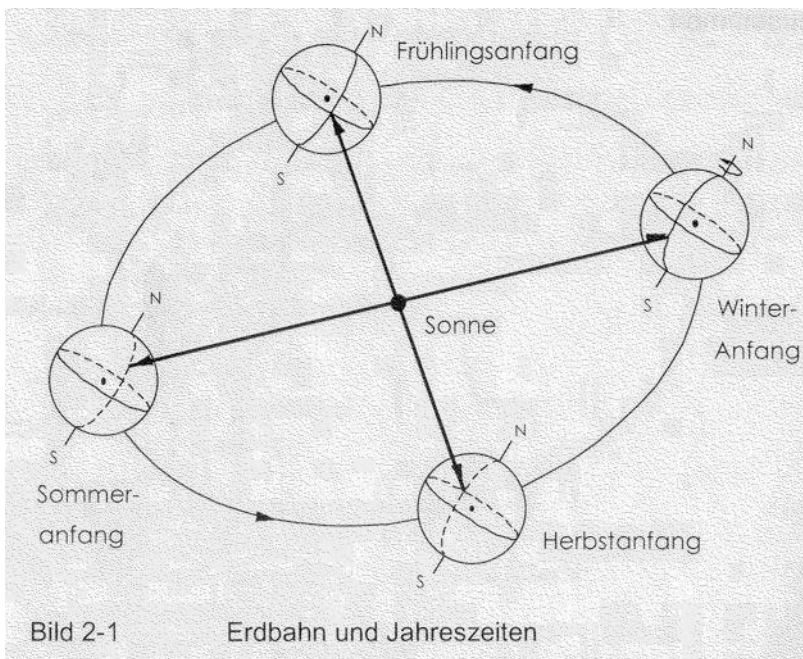 N
Frühlingsanfang
S
N
S
Winter-
Anfang
Sonne
N
S
Sommer-
anfang
N
S
Herbstanfang
Bild 2-1 Erdbahn und Jahreszeiten